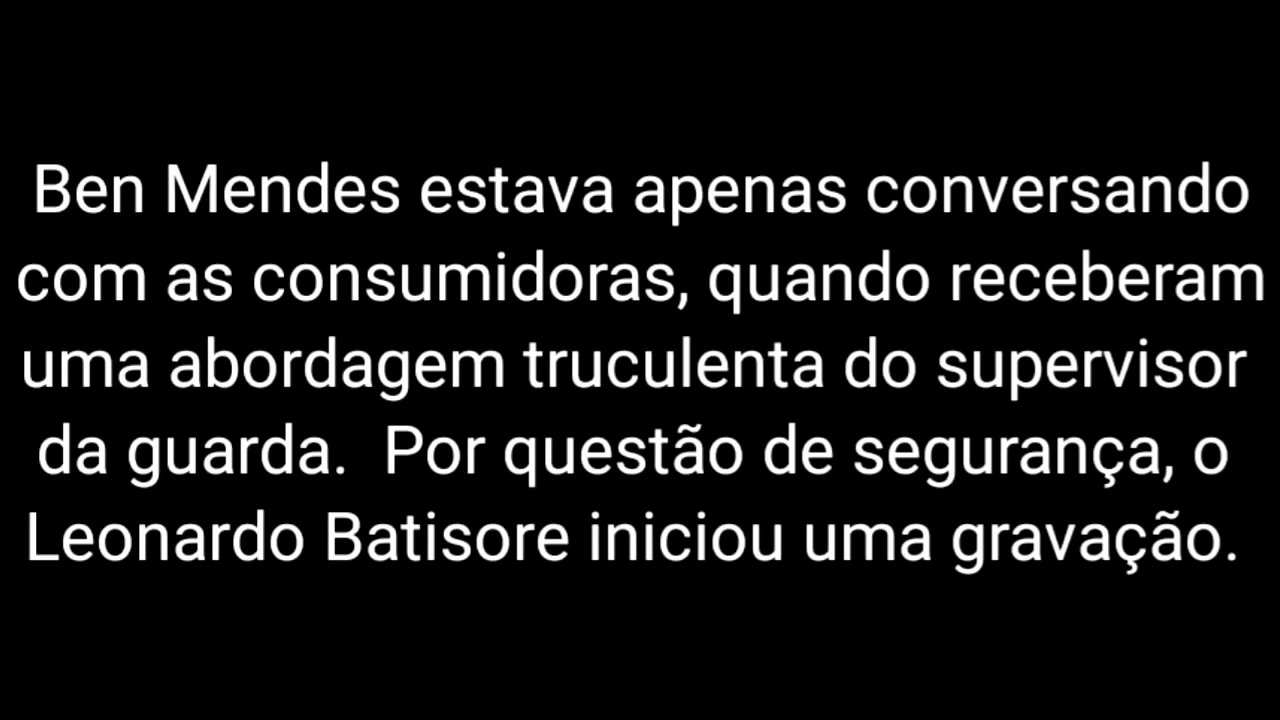 Ben Mendes estava apenas conversando
com as consumidoras, quando receberam
uma abordagem truculenta do supervisor
da guarda.  Por questão de segurança, o
Leonardo Batisore iniciou uma gravação.